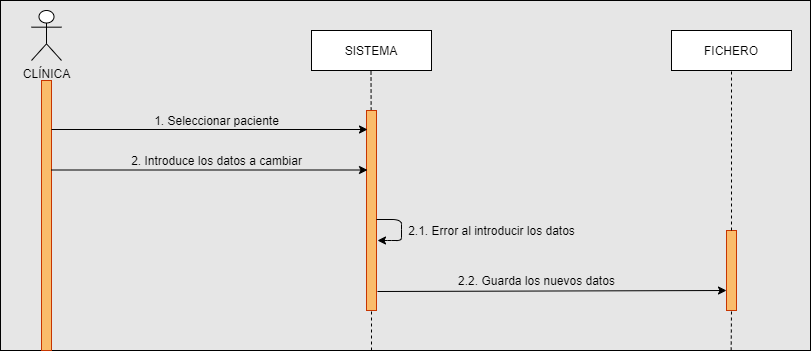 CLÍNICA
SISTEMA
FICHERO
1. Seleccionar paciente
2. Introduce los datos a cambiar
2.1. Error al introducir los datos
2.2. Guarda los nuevos datos